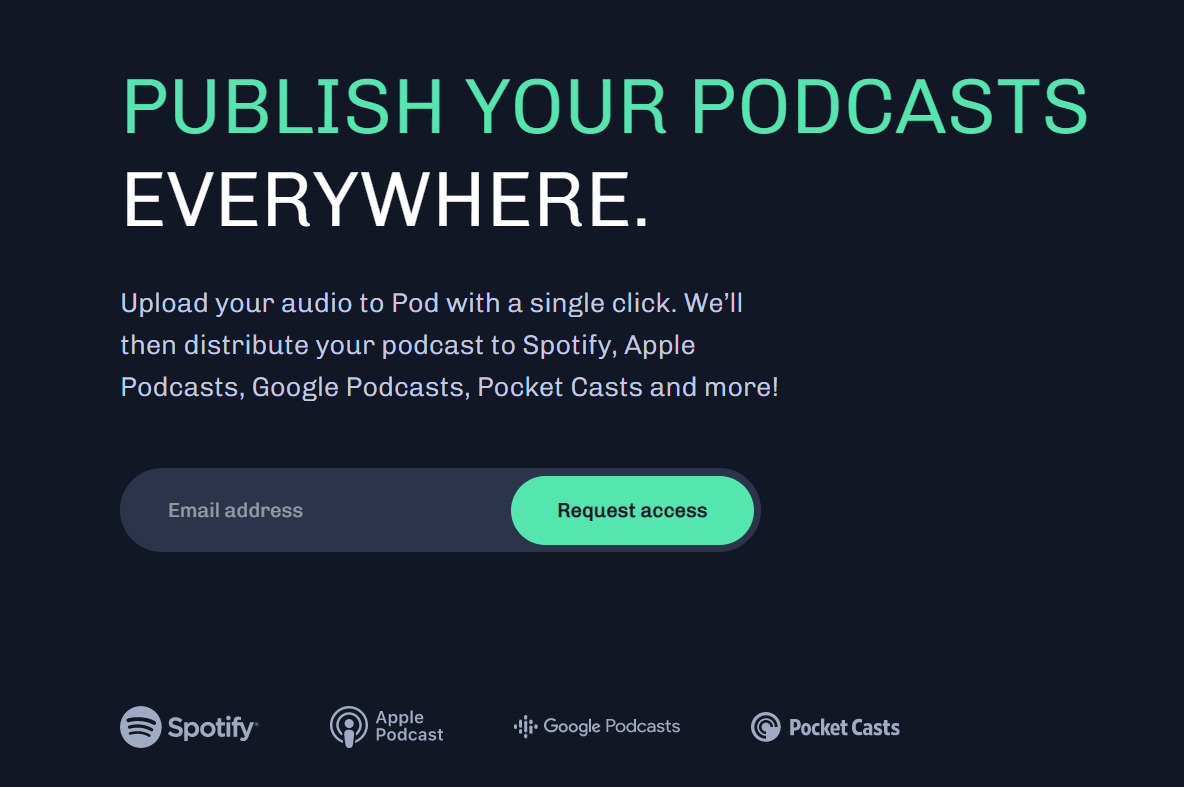 PUBLISH YOUR PODCASTS
EVERYWHERE.
Upload your audio to Pod with a single click. We’ll
then distribute your podcast to Spotify, Apple
Podcasts, Google Podcasts, Pocket Casts and more!
Email address
Request access
Spotify
Apple
Podcast
Google Podcasts
Pocket Casts